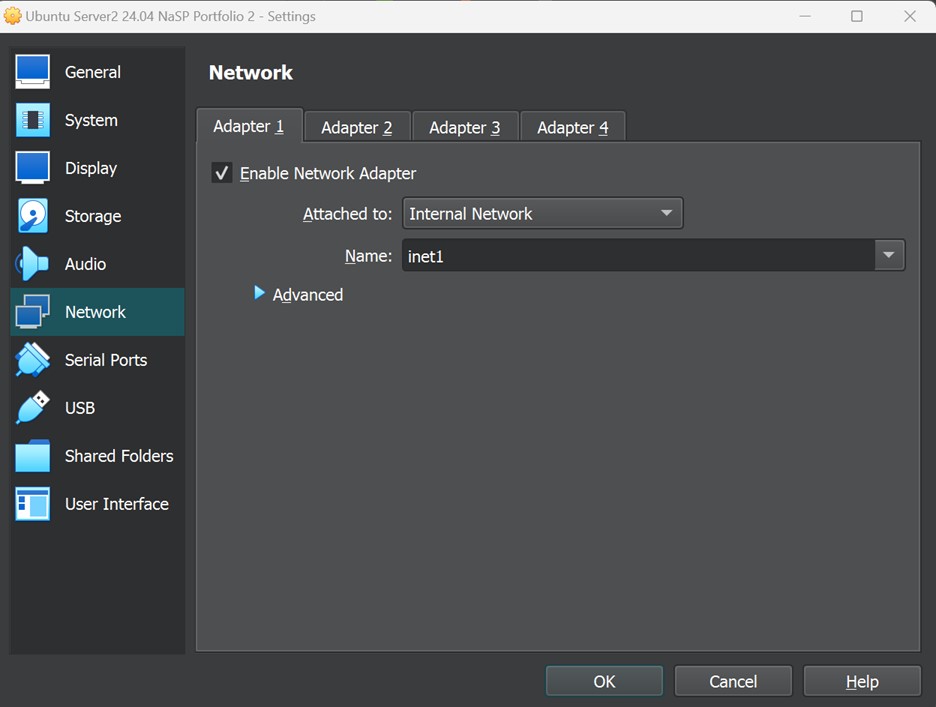 Ubuntu Server2 24.04 NaSP Portfolio 2 - Settings
General
System
Display
Storage
Audio
Network
Serial Ports
USB
Shared Folders
User Interface
Network
Adapter 1 Adapter 2 Adapter 3 Adapter 4
Enable Network Adapter
Attached to: Internal Network
Name: inet1
Advanced
OK Cancel Help